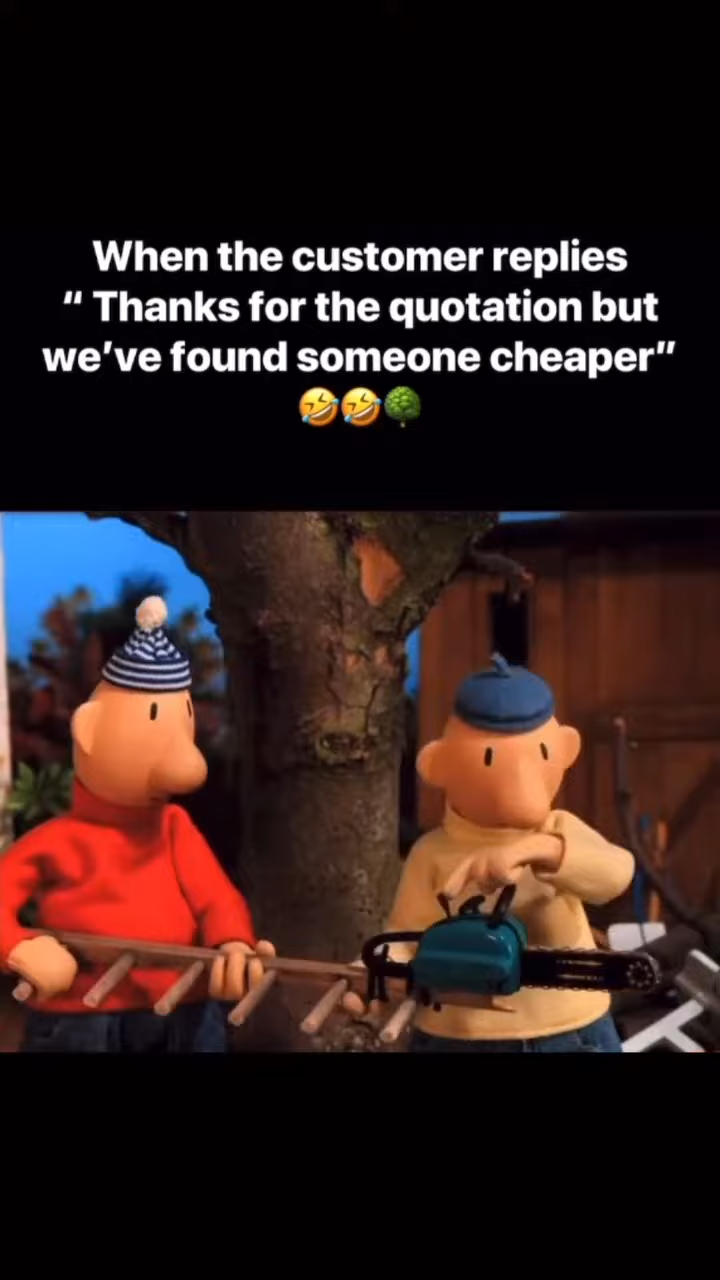 When the customer replies
“ Thanks for the quotation but
we’ve found someone cheaper”
🤣🤣🌳